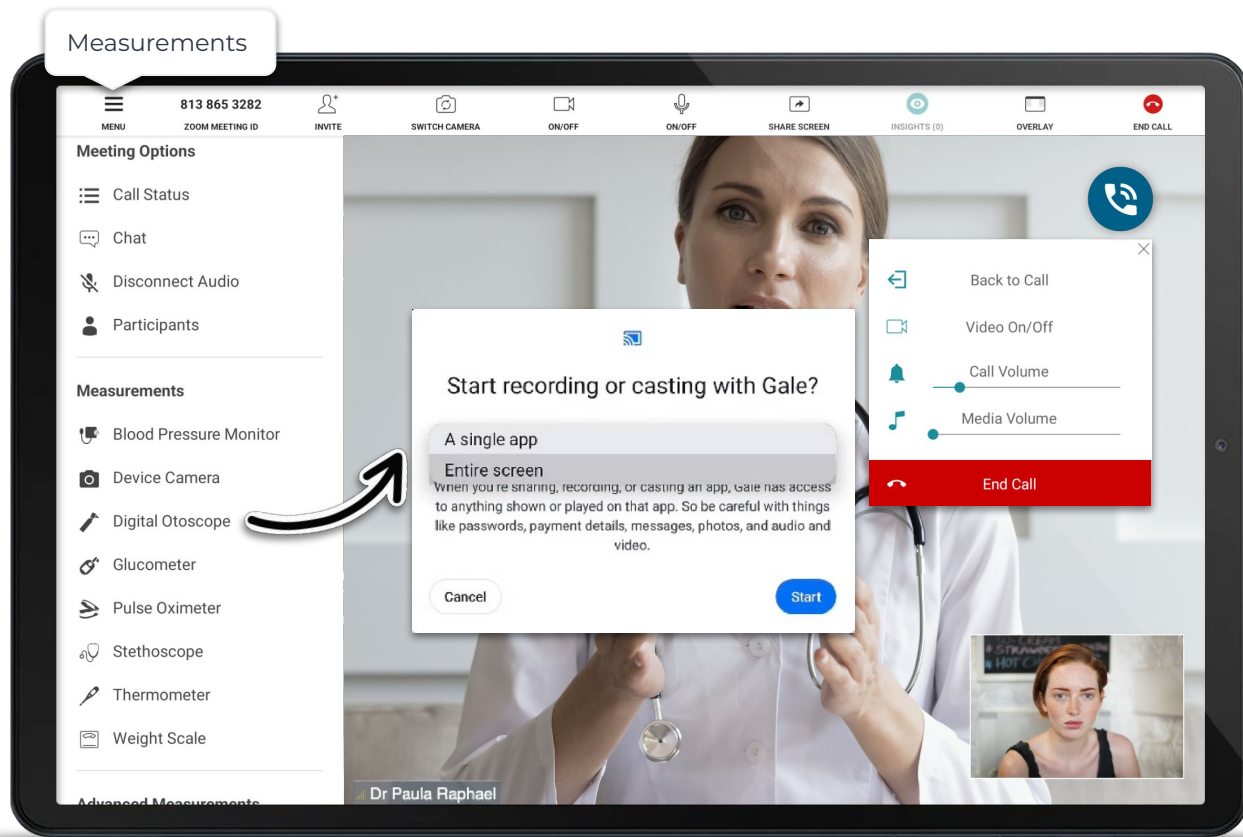 Measurements
813 865 3282
MENU
ZOOM MEETING ID
INVITE
SWITCH CAMERA
ON/OFF
ON/OFF
SHARE SCREEN
INSIGHTS (0)
OVERLAY
END CALL
Meeting Options
Call Status
Chat
Disconnect Audio
Participants
Measurements
Blood Pressure Monitor
Device Camera
Digital Otoscope
Glucometer
Pulse Oximeter
Stethoscope
Thermometer
Weight Scale
Advanced Measurements
Start recording or casting with Gale?
A single app
Entire screen
When you're sharing, recording, or casting an app, Gale has access
to anything shown or played on that app. So be careful with things
like passwords, payment details, messages, photos, and audio and
video.
Cancel
Start
Back to Call
Video On/Off
Call Volume
Media Volume
End Call
STRAWBE
HOT C
Dr Paula Raphael